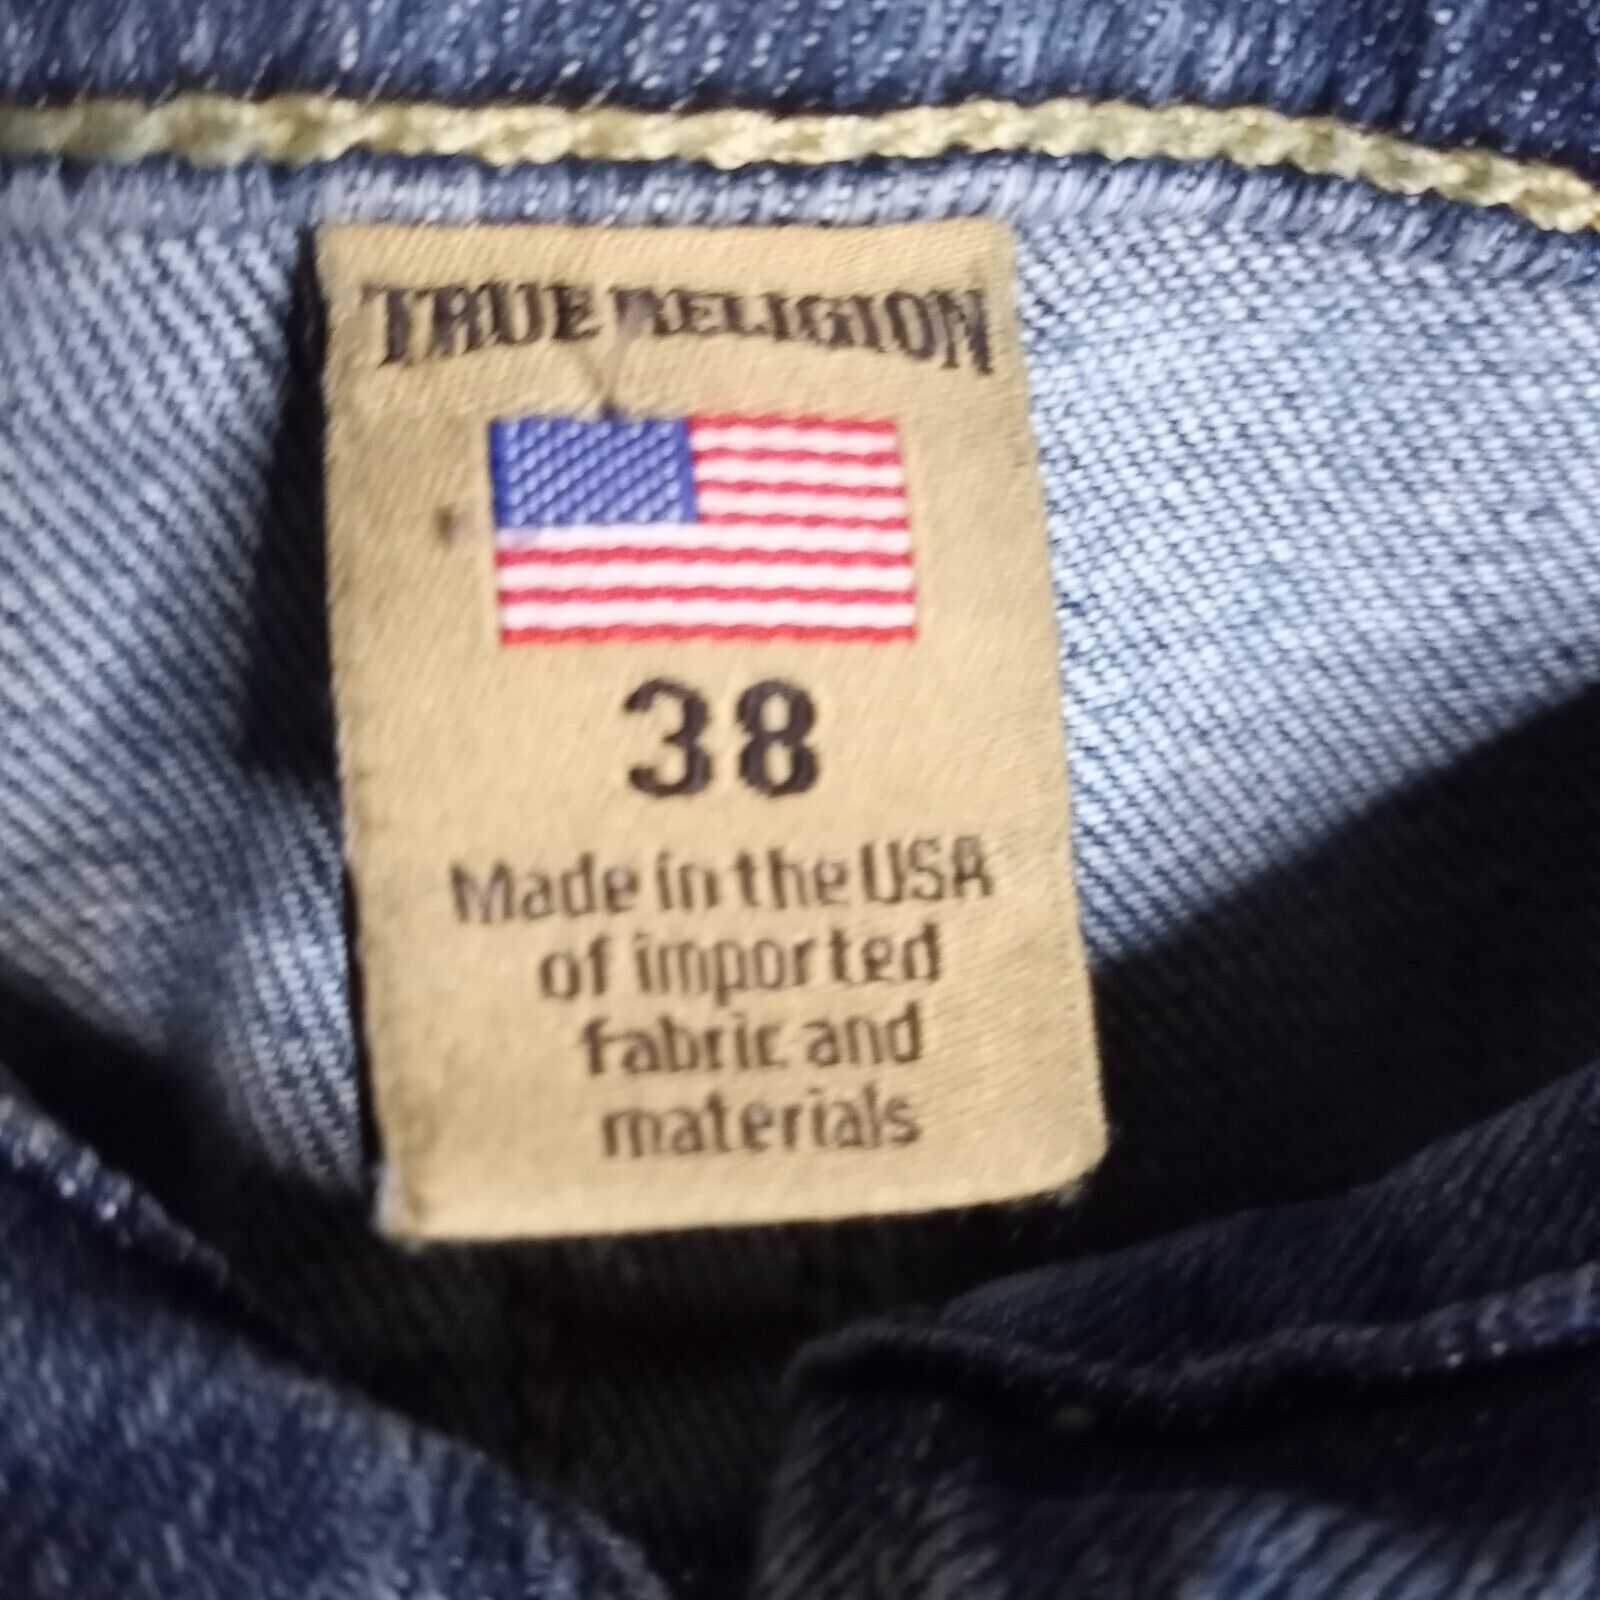 TRUE RELIGION
38
Made in the USA
of imported
fabric and
materials